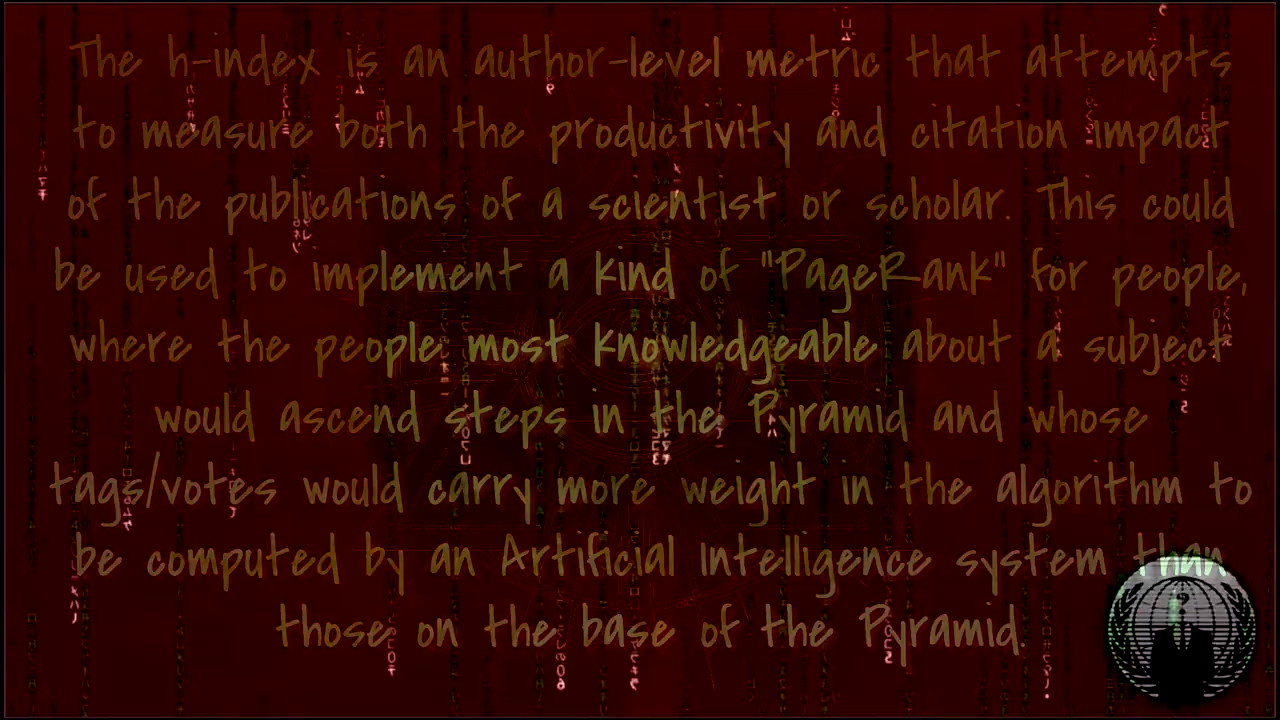 The h-index is an author-level metric that attempts
to measure both the productivity and citation impact
of the publications of a scientist or scholar. This could
be used to implement a kind of "PageRank" for people,
where the people most knowledgeable about a subject
would ascend steps in the Pyramid and whose
tags/votes would carry more weight in the algorithm to
be computed by an Artificial Intelligence system than
those on the base of the Pyramid.